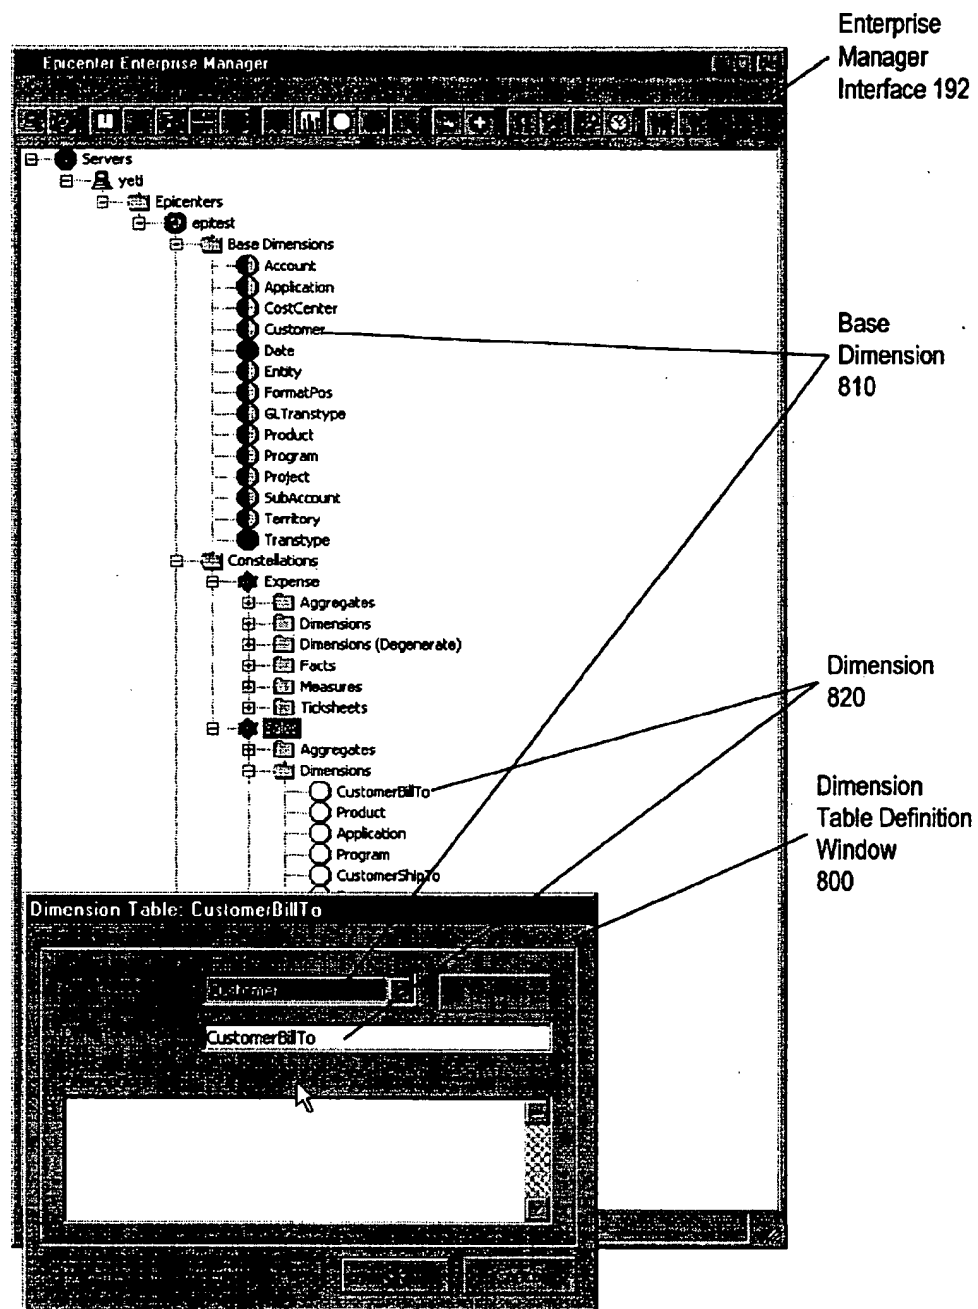 Enterprise
Manager
Interface 192
Epicenter Enterprise Manager
Servers
yeti
Epicenters
epitest
Base Dimensions
Account
Application
CostCenter
Customer
Date
Entity
FormatPos
GLTranstype
Product
Program
Project
SubAccount
Territory
Transtype
Constellations
Expense
Aggregates
Dimensions
Dimensions (Degenerate)
Facts
Measures
Ticksheets
Aggregates
Dimensions
CustomerBillTo
Product
Application
Program
CustomerShipTo
Base
Dimension
810
Dimension
820
Dimension
Table Definition
Window
800
Dimension Table: CustomerBillTo
Customer
CustomerBillTo